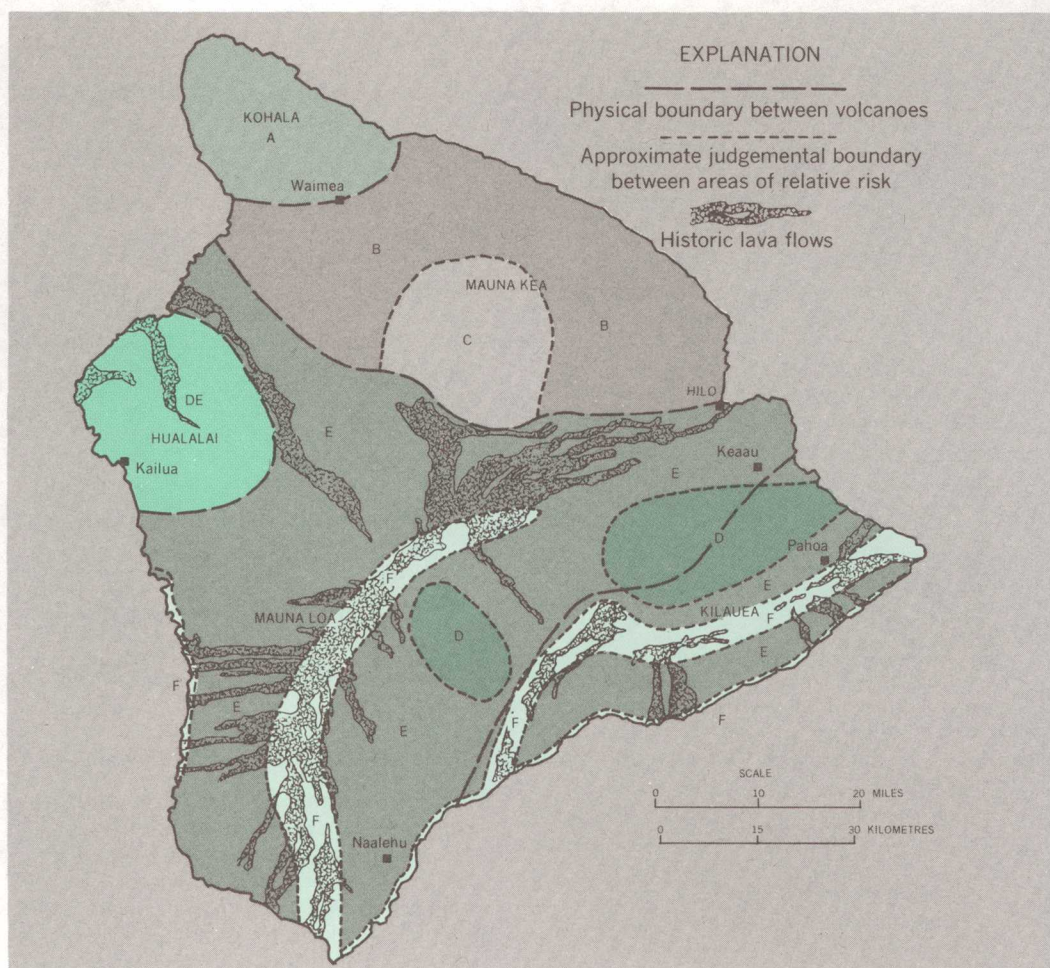 EXPLANATION
Physical boundary between volcanoes
Approximate judgemental boundary
between areas of relative risk
Historic lava flows
KOHALA
A
Waimea
B
MAUNA KEA
B
C
DE
HUALALAI
Kailua
E
HILO
Keaau
E
D
Pahoa
E
F
MAUNA LOA
D
KILAUEA
F
E
F
E
E
F
F
F
Naalehu
SCALE
0 10 20 MILES
0 15 30 KILOMETRES